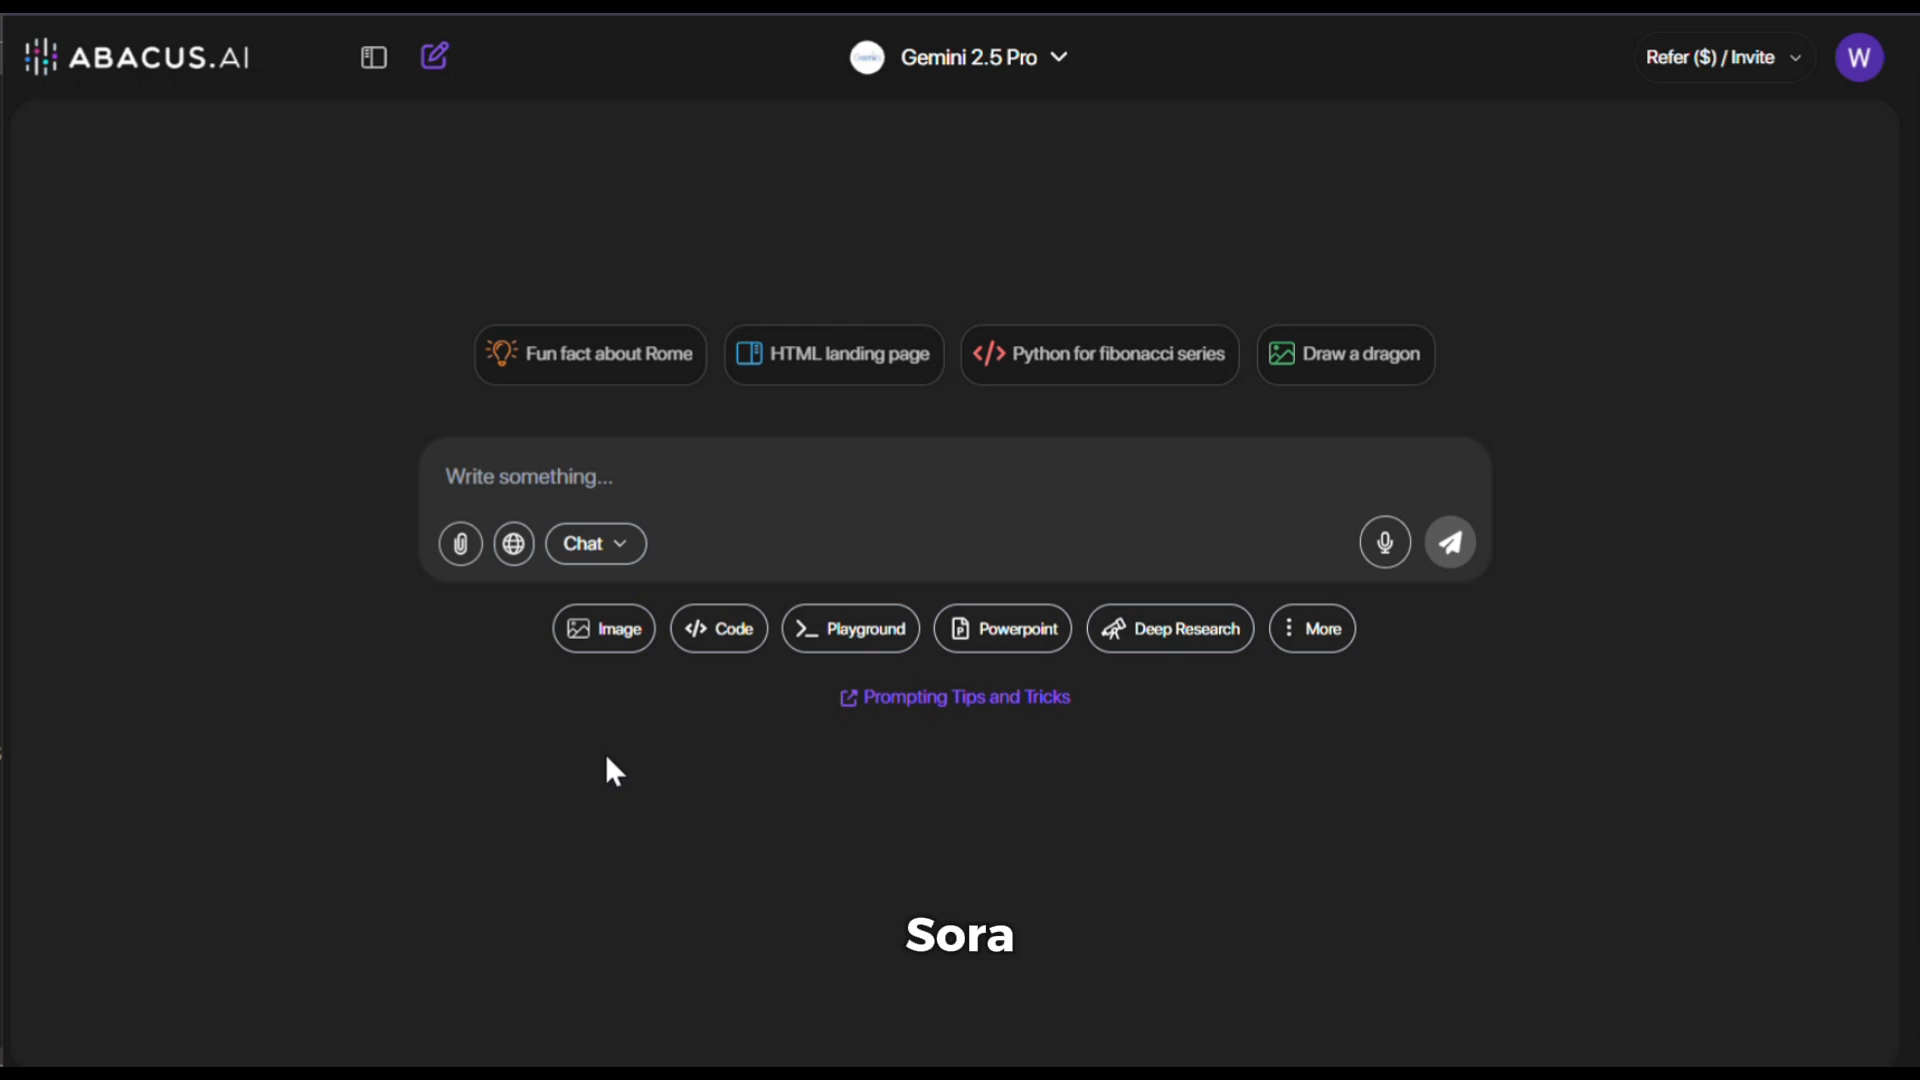 ABACUS.AI
Gemini 2.5 Pro
Refer ($) / Invite
W
Fun fact about Rome
HTML landing page
Python for fibonacci series
Draw a dragon
Write something...
Chat
Image
Code
Playground
Powerpoint
Deep Research
More
Prompting Tips and Tricks
Sora